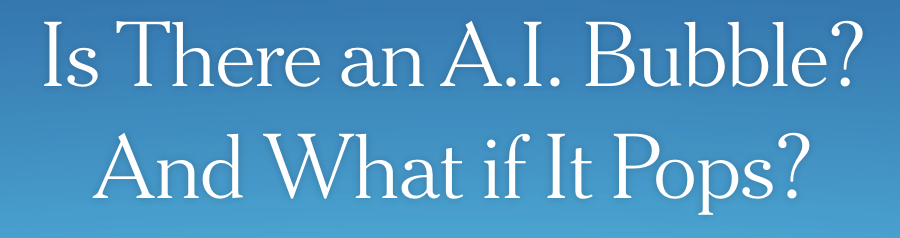 Is There an A.I. Bubble?
And What if It Pops?